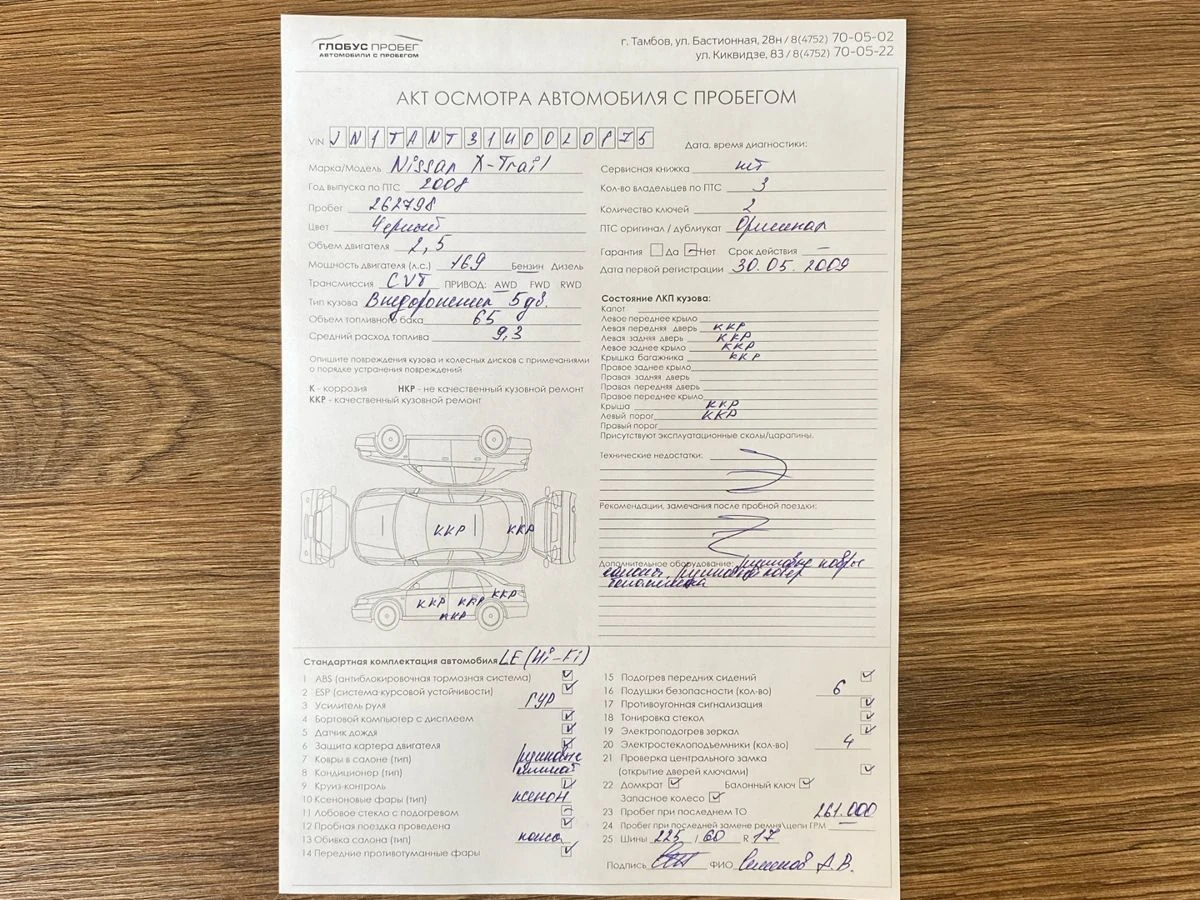 ГЛОБУС ПРОБЕГ
АВТОМОБИЛИ С ПРОБЕГОМ
г. Тамбов, ул. Бастионная, 28н / 8(4752) 70-05-02
ул. Киквидзе, 83 / 8(4752) 70-05-22
АКТ ОСМОТРА АВТОМОБИЛЯ С ПРОБЕГОМ
VIN JN1TANT31U0020875
Дата, время диагностики:
Марка/Модель Nissan X-Trail
Год выпуска по ПТС 2008
Пробег 262798
Цвет Черный
Объем двигателя 2,5
Мощность двигателя (л.с.) 169 Бензин Дизель
Трансмиссия CVT ПРИВОД: AWD FWD RWD
Тип кузова Внедорожник 5дв.
Объем топливного бака 65
Средний расход топлива 9,3
Опишите повреждения кузова и колесных дисков с примечаниями
о порядке устранения повреждений
К - коррозия НКР - не качественный кузовной ремонт
ККР - качественный кузовной ремонт
ККР ККР
ККР ККР ККР
ККР
Сервисная книжка нет
Кол-во владельцев по ПТС 3
Количество ключей 2
ПТС оригинал / дубликат Оригинал
Гарантия Да Нет Срок действия –
Дата первой регистрации 30.05.2009
Состояние ЛКП кузова:
Капот
Левое переднее крыло
Левая передняя дверь ККР
Левая задняя дверь ККР
Левое заднее крыло ККР
Крышка багажника ККР
Правое заднее крыло
Правая задняя дверь
Правая передняя дверь
Правое переднее крыло
Крыша ККР
Левый порог ККР
Правый порог
Присутствуют эксплуатационные сколы/царапины.
Технические недостатки:
Рекомендации, замечания после пробной поездки:
Дополнительное оборудование: резиновые ковры
Стандартная комплектация автомобиля LE (Hi-Fi)
1 ABS (антиблокировочная тормозная система)
2 ESP (система курсовой устойчивости)
3 Усилитель руля ГУР
4 Бортовой компьютер с дисплеем
5 Датчик дождя
6 Защита картера двигателя
7 Ковры в салоне (тип) резиновые
8 Кондиционер (тип) климат
9 Круиз-контроль
10 Ксеноновые фары (тип) ксенон
11 Лобовое стекло с подогревом
12 Пробная поездка проведена
13 Обивка салона (тип) кожа
14 Передние противотуманные фары
15 Подогрев передних сидений
16 Подушки безопасности (кол-во) 6
17 Противоугонная сигнализация
18 Тонировка стекол
19 Электроподогрев зеркал
20 Электростеклоподъемники (кол-во) 4
21 Проверка центрального замка
(открытие дверей ключами)
22 Домкрат Балонный ключ
Запасное колесо
23 Пробег при последнем ТО 261.000
24 Пробег при последней замене ремня\цепи ГРМ –
25 Шины 225 / 60 R 17
Подпись ФИО Семенов А.В.